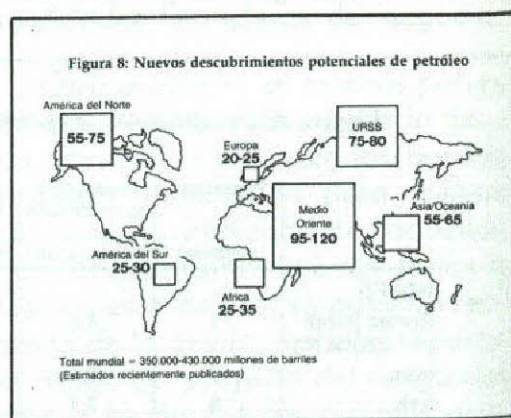 Figura 8: Nuevos descubrimientos potenciales de petróleo
América del Norte
55-75
Europa
20-25
URSS
75-80
Medio
Oriente
95-120
Asia/Oceanía
55-65
América del Sur
25-30
Africa
25-35
Total mundial = 350.000-430.000 millones de barriles
(Estimados recientemente publicados)